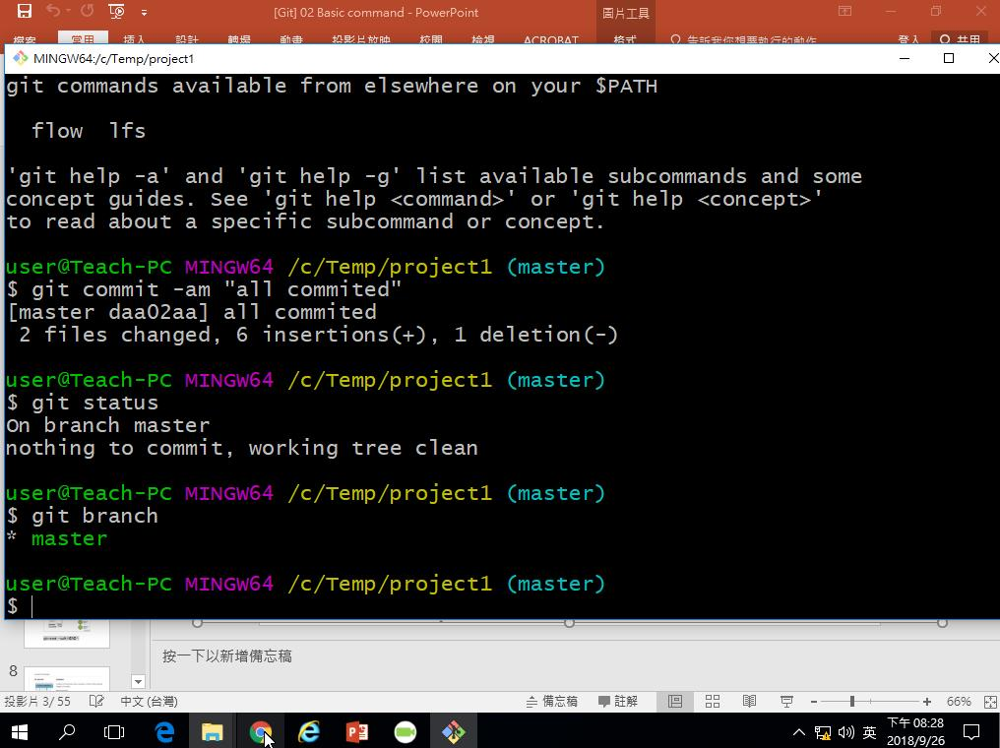 [Git] 02 Basic command - PowerPoint
圖片工具
檔案 常用 插入 設計 轉場 動畫 投影片放映 校閱 檢視 ACROBAT 格式 告訴我您想要執行的動作 登入 共用
MINGW64:/c/Temp/project1
git commands available from elsewhere on your $PATH
flow lfs
'git help -a' and 'git help -g' list available subcommands and some
concept guides. See 'git help <command>' or 'git help <concept>'
to read about a specific subcommand or concept.
user@Teach-PC MINGW64 /c/Temp/project1 (master)
$ git commit -am "all commited"
[master daa02aa] all commited
2 files changed, 6 insertions(+), 1 deletion(-)
user@Teach-PC MINGW64 /c/Temp/project1 (master)
$ git status
On branch master
nothing to commit, working tree clean
user@Teach-PC MINGW64 /c/Temp/project1 (master)
$ git branch
* master
user@Teach-PC MINGW64 /c/Temp/project1 (master)
$
按一下以新增備忘稿
8
投影片 3/55 中文 (台灣) 備忘稿 註解 66%
英
下午 08:28
2018/9/26